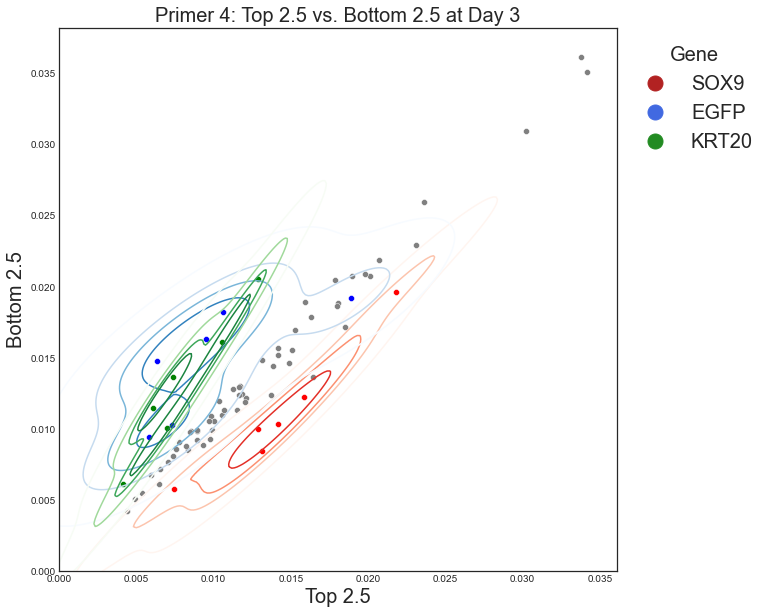 Primer 4: Top 2.5 vs. Bottom 2.5 at Day 3
Gene
SOX9
EGFP
KRT20
Bottom 2.5
0.035
0.030
0.025
0.020
0.015
0.010
0.005
0.000
0.000 0.005 0.010 0.015 0.020 0.025 0.030 0.035
Top 2.5